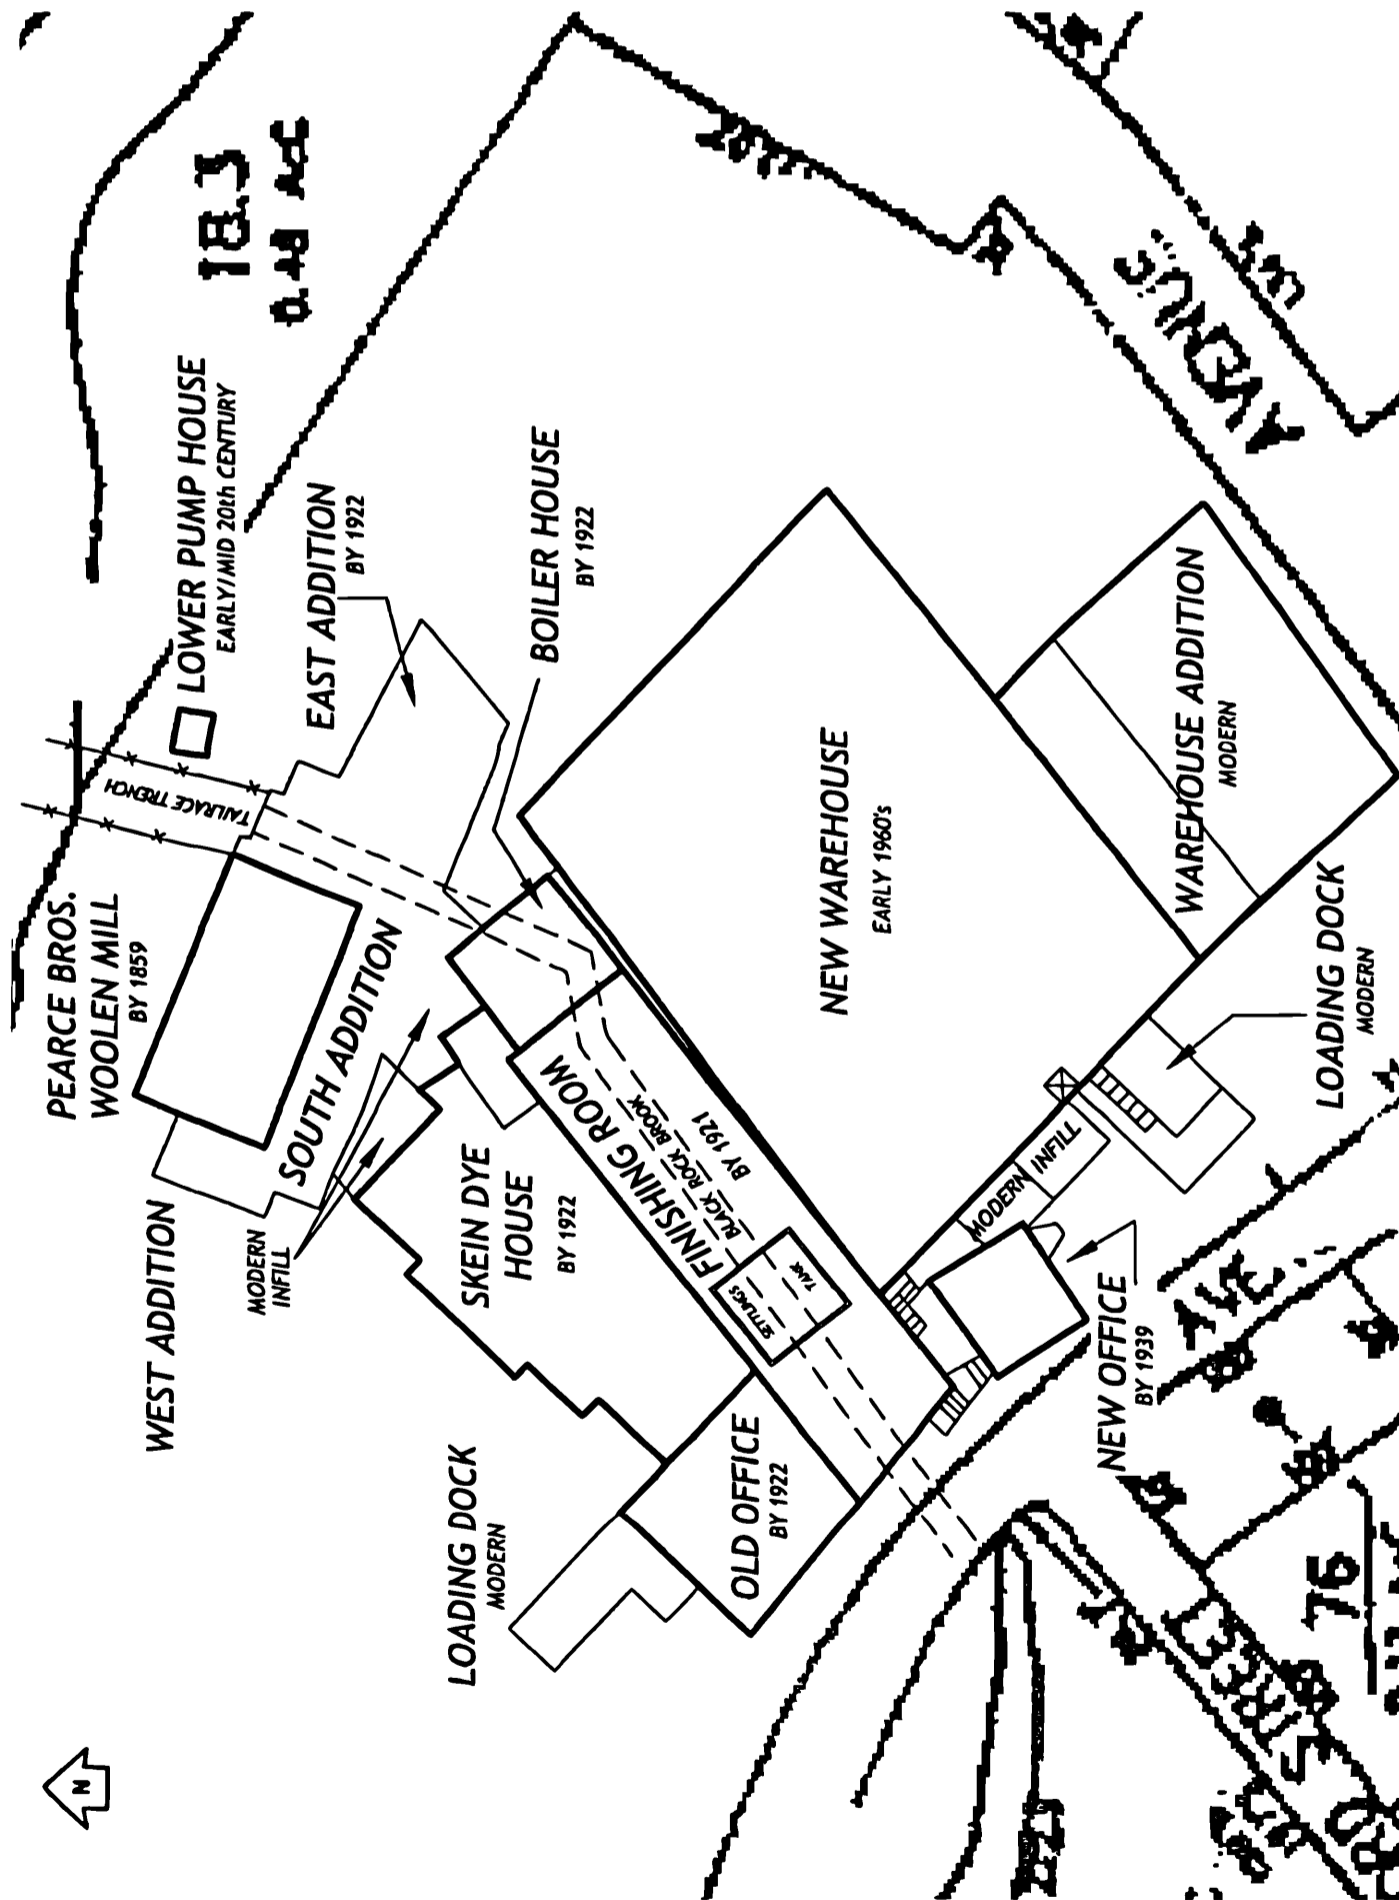 18.3
0.48 AC
LOWER PUMP HOUSE
EARLY/MID 20th CENTURY
EAST ADDITION
BY 1922
BOILER HOUSE
BY 1922
TAILRACE TRENCH
PEARCE BROS.
WOOLEN MILL
BY 1859
SOUTH ADDITION
WEST ADDITION
MODERN
INFILL
SKEIN DYE
HOUSE
BY 1922
FINISHING ROOM
BLACK ROCK BROOK
BY 1921
SETTLING
TANK
NEW WAREHOUSE
EARLY 1960's
WAREHOUSE ADDITION
MODERN
LOADING DOCK
MODERN
MODERN INFILL
NEW OFFICE
BY 1939
OLD OFFICE
BY 1922
LOADING DOCK
MODERN
AVENUE
AVE.
STREET
76
N